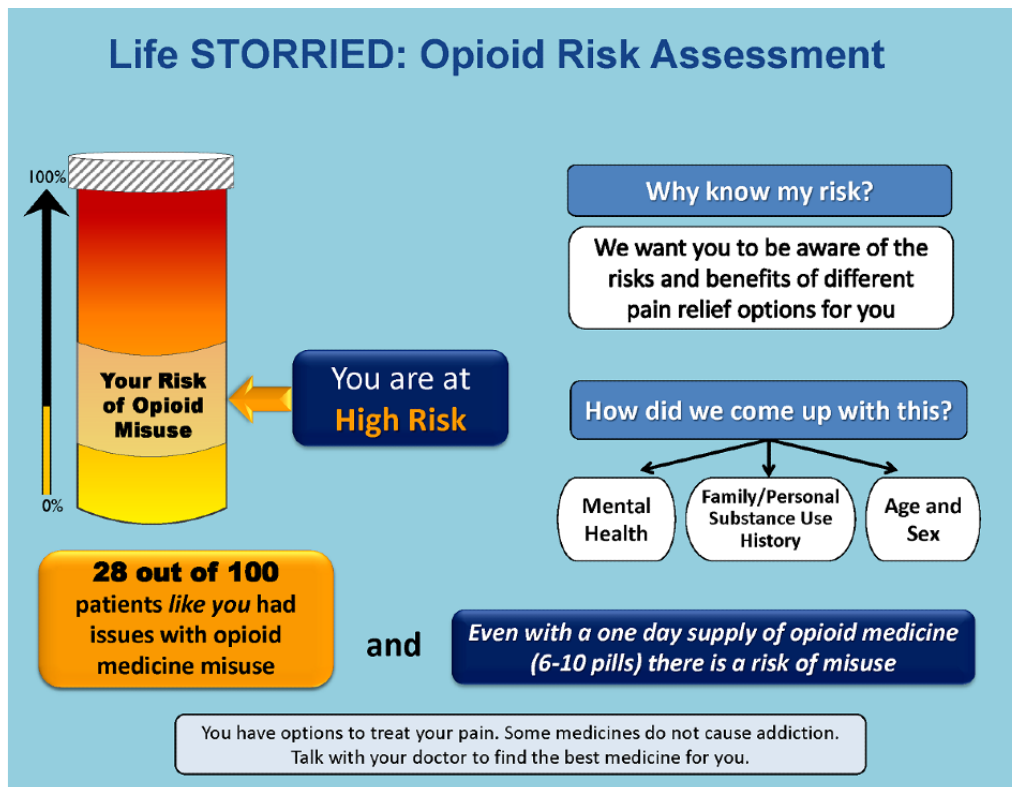 Life STORRIED: Opioid Risk Assessment
100%
Your Risk
of Opioid
Misuse
0%
You are at
High Risk
Why know my risk?
We want you to be aware of the
risks and benefits of different
pain relief options for you
How did we come up with this?
Mental
Health
Family/Personal
Substance Use
History
Age and
Sex
28 out of 100
patients like you had
issues with opioid
medicine misuse
and
Even with a one day supply of opioid medicine
(6-10 pills) there is a risk of misuse
You have options to treat your pain. Some medicines do not cause addiction.
Talk with your doctor to find the best medicine for you.